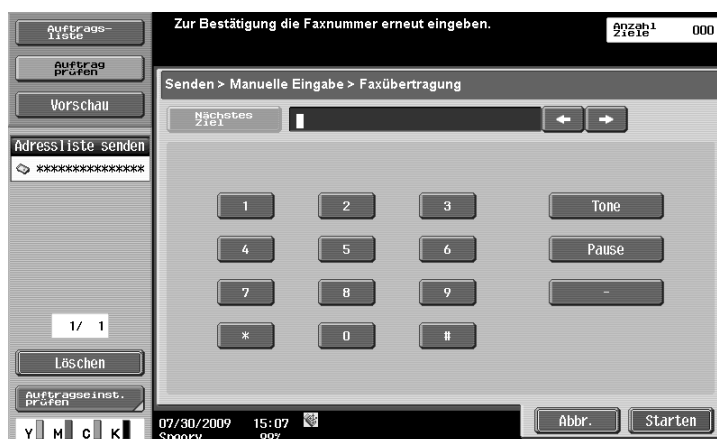 Auftrags-
liste
Zur Bestätigung die Faxnummer erneut eingeben.
Anzahl
Ziele
000
Auftrag
prüfen
Vorschau
Senden > Manuelle Eingabe > Faxübertragung
Nächstes
Ziel
Adressliste senden
***************
1 2 3 Tone
4 5 6 Pause
7 8 9 -
* 0 #
1/ 1
Löschen
Auftragseinst.
prüfen
Y M C K
07/30/2009 15:07
99%
Abbr. Starten